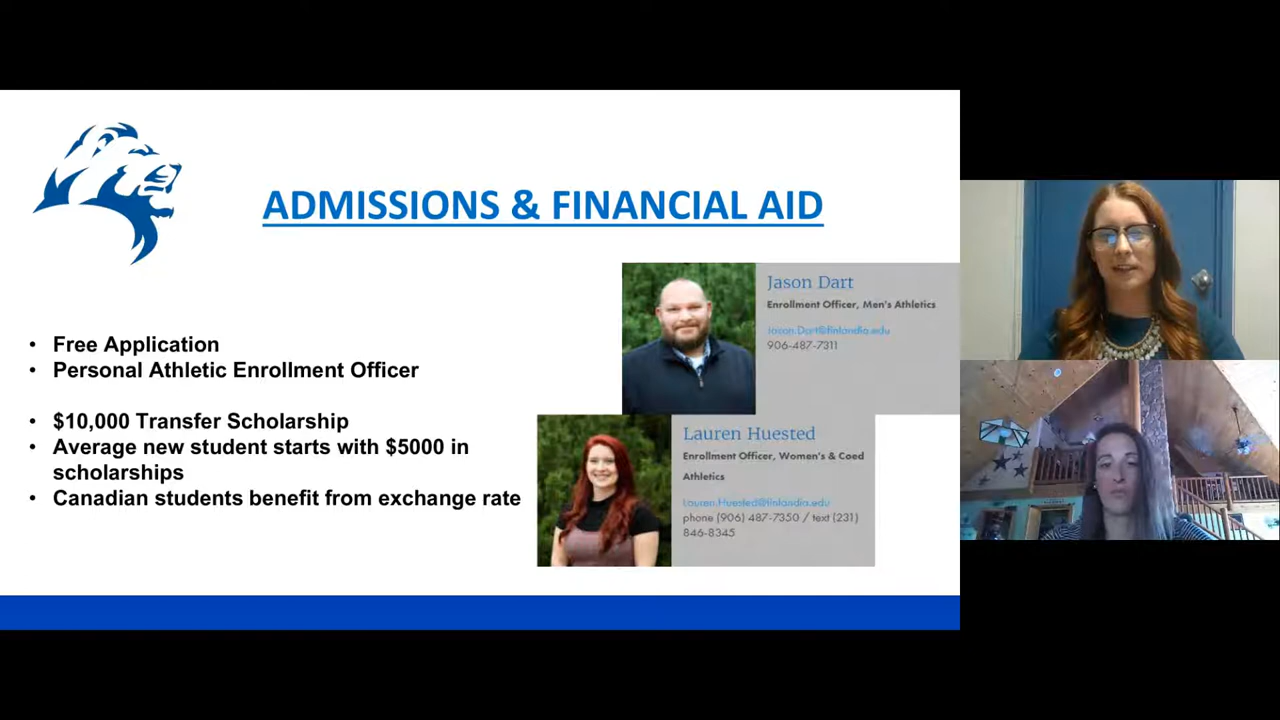 ADMISSIONS & FINANCIAL AID
Jason Dart
Enrollment Officer, Men's Athletics
Jason.Dart@finlandia.edu
906-487-7311
• Free Application
• Personal Athletic Enrollment Officer
• $10,000 Transfer Scholarship
• Average new student starts with $5000 in
scholarships
• Canadian students benefit from exchange rate
Lauren Huested
Enrollment Officer, Women's & Coed
Athletics
Lauren.Huested@finlandia.edu
phone (906) 487-7350 / text (231)
846-8345